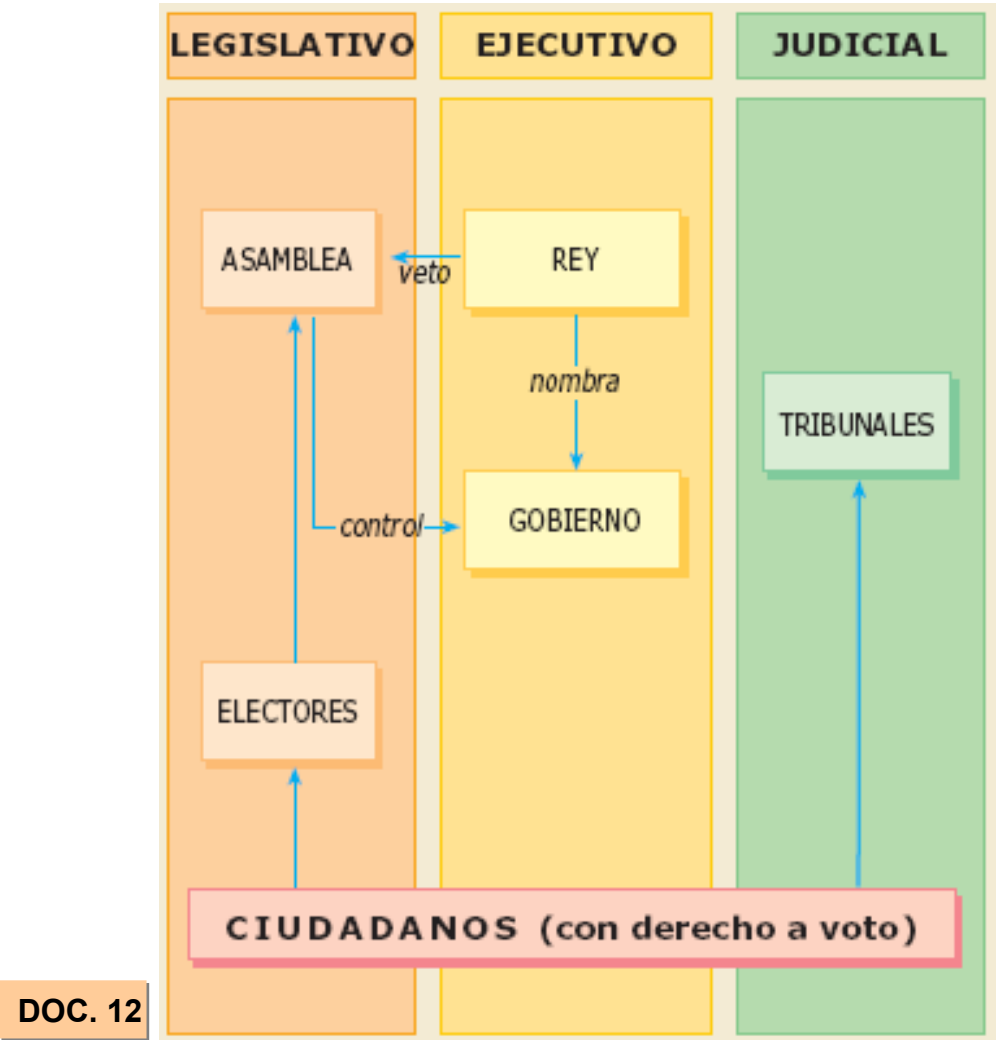 LEGISLATIVO
EJECUTIVO
JUDICIAL
ASAMBLEA
veto
REY
nombra
TRIBUNALES
control
GOBIERNO
ELECTORES
CIUDADANOS (con derecho a voto)
DOC. 12